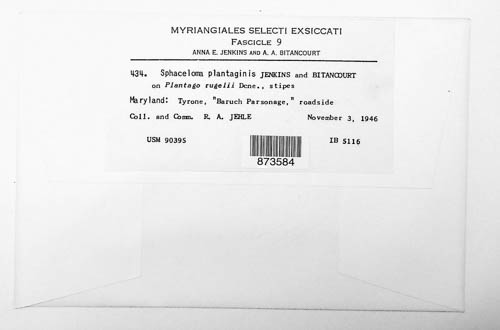 MYRIANGIALES SELECTI EXSICCATI
FASCICLE 9
ANNA E. JENKINS AND A. A. BITANCOURT
434. Sphaceloma plantaginis JENKINS and BITANCOURT
on Plantago rugelii Dcne., stipes
Maryland: Tyrone, "Baruch Parsonage," roadside
Coll. and Comm. R. A. JEHLE November 3, 1946
USM 90395 IB 5116
873584